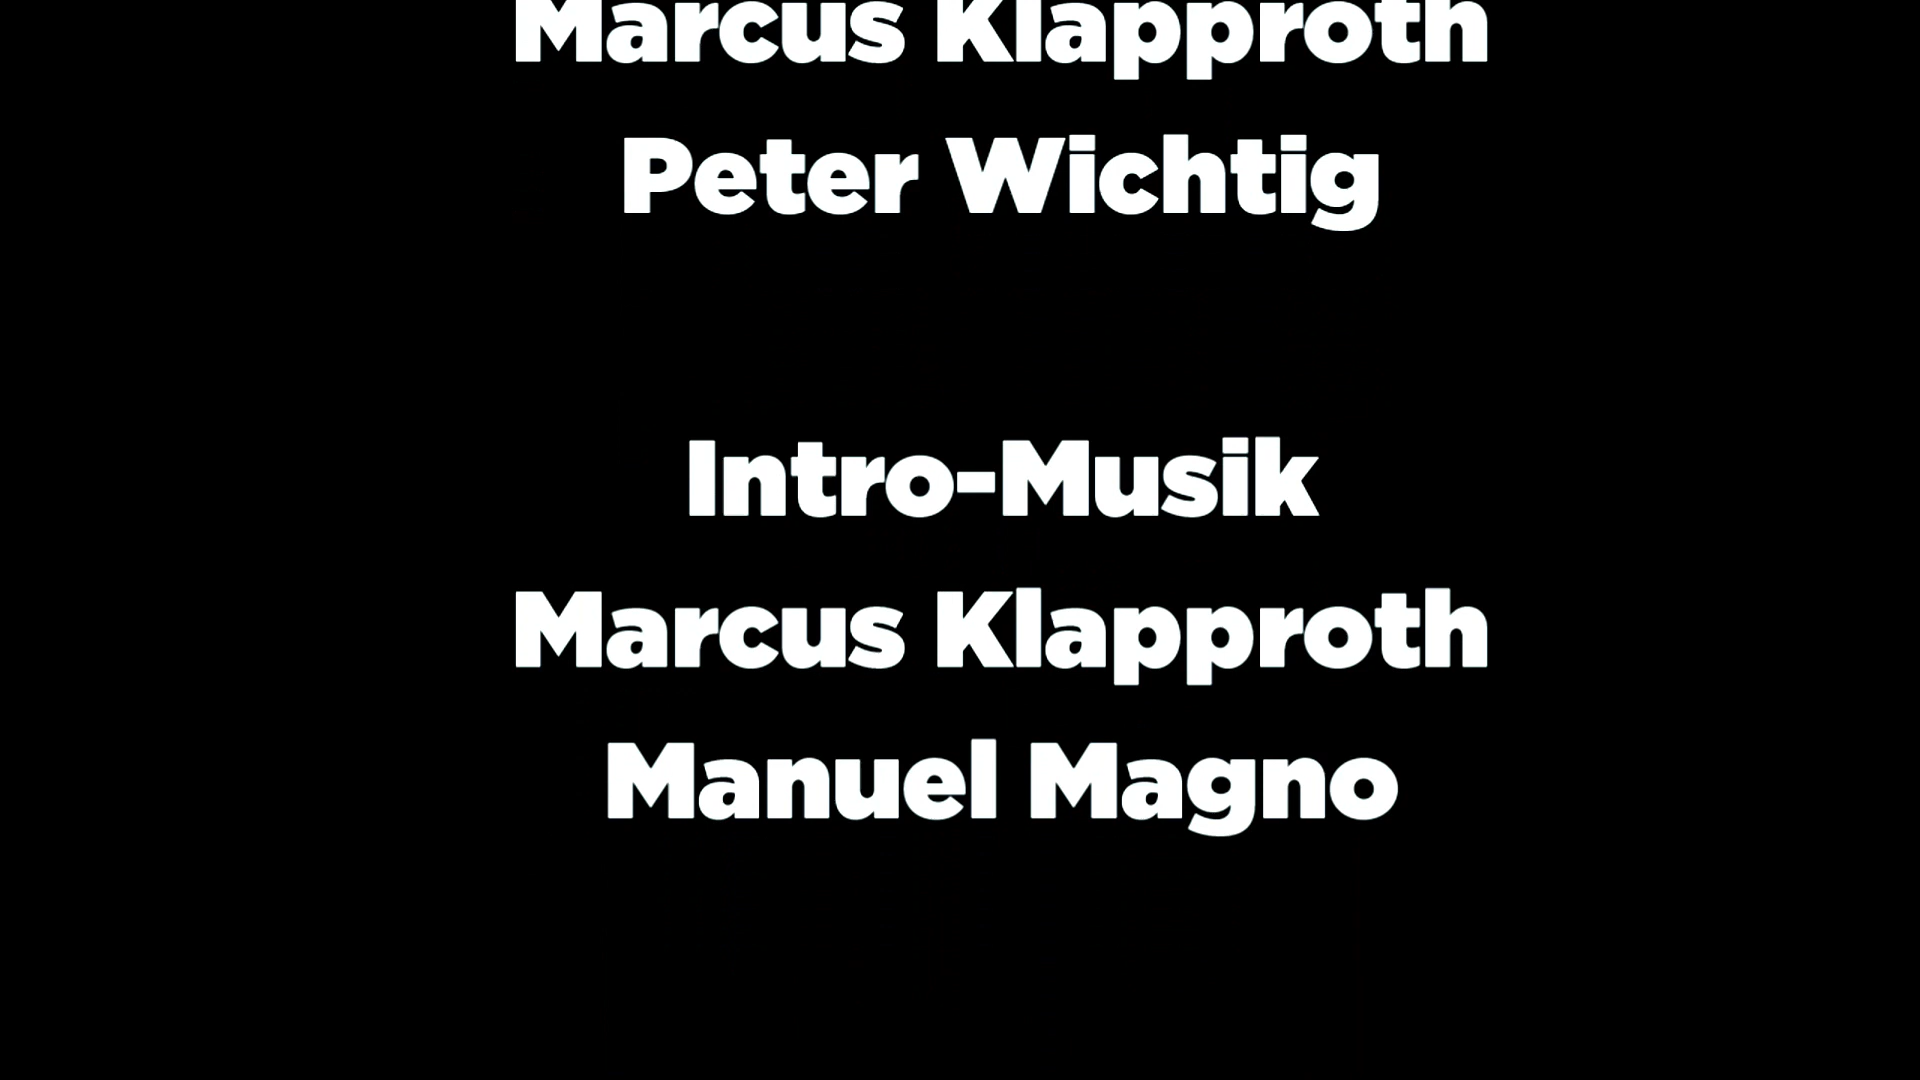 Marcus Klapproth
Peter Wichtig
Intro-Musik
Marcus Klapproth
Manuel Magno